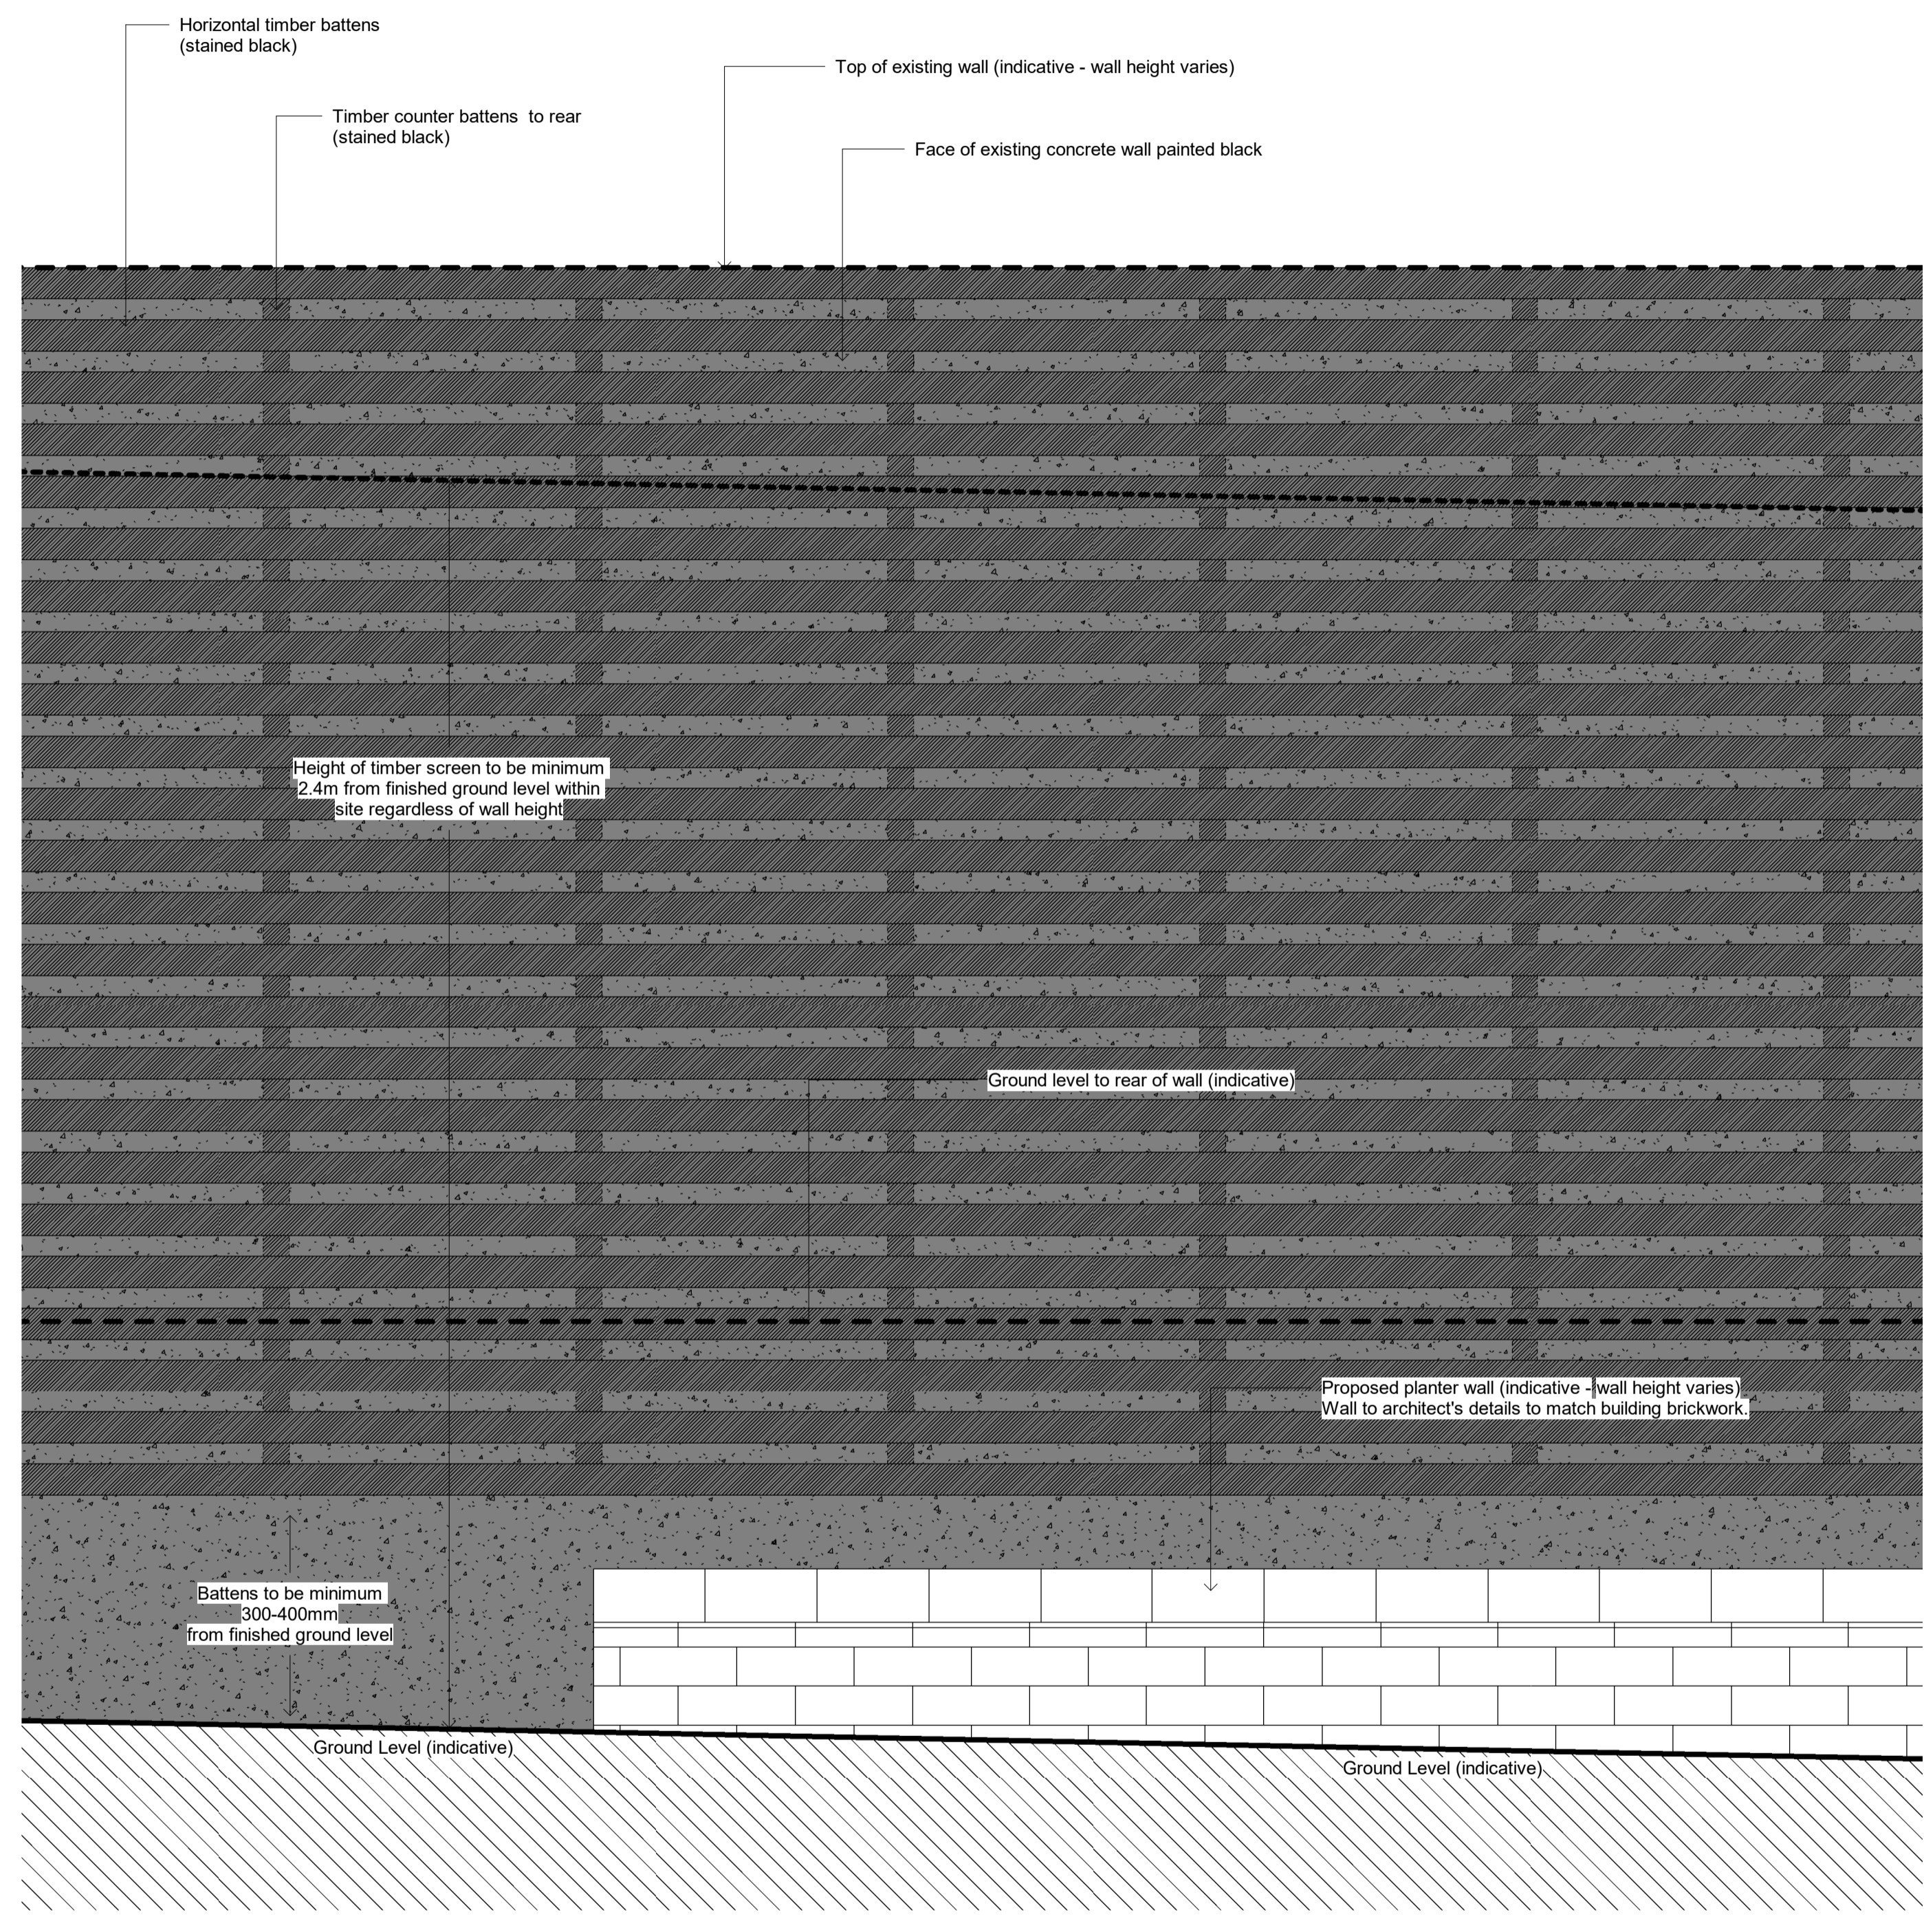 Horizontal timber battens
(stained black)
Top of existing wall (indicative - wall height varies)
Timber counter battens to rear
(stained black)
Face of existing concrete wall painted black
Height of timber screen to be minimum
2.4m from finished ground level within
site regardless of wall height
Ground level to rear of wall (indicative)
Proposed planter wall (indicative - wall height varies)
Wall to architect's details to match building brickwork.
Battens to be minimum
300-400mm
from finished ground level
Ground Level (indicative)
Ground Level (indicative)